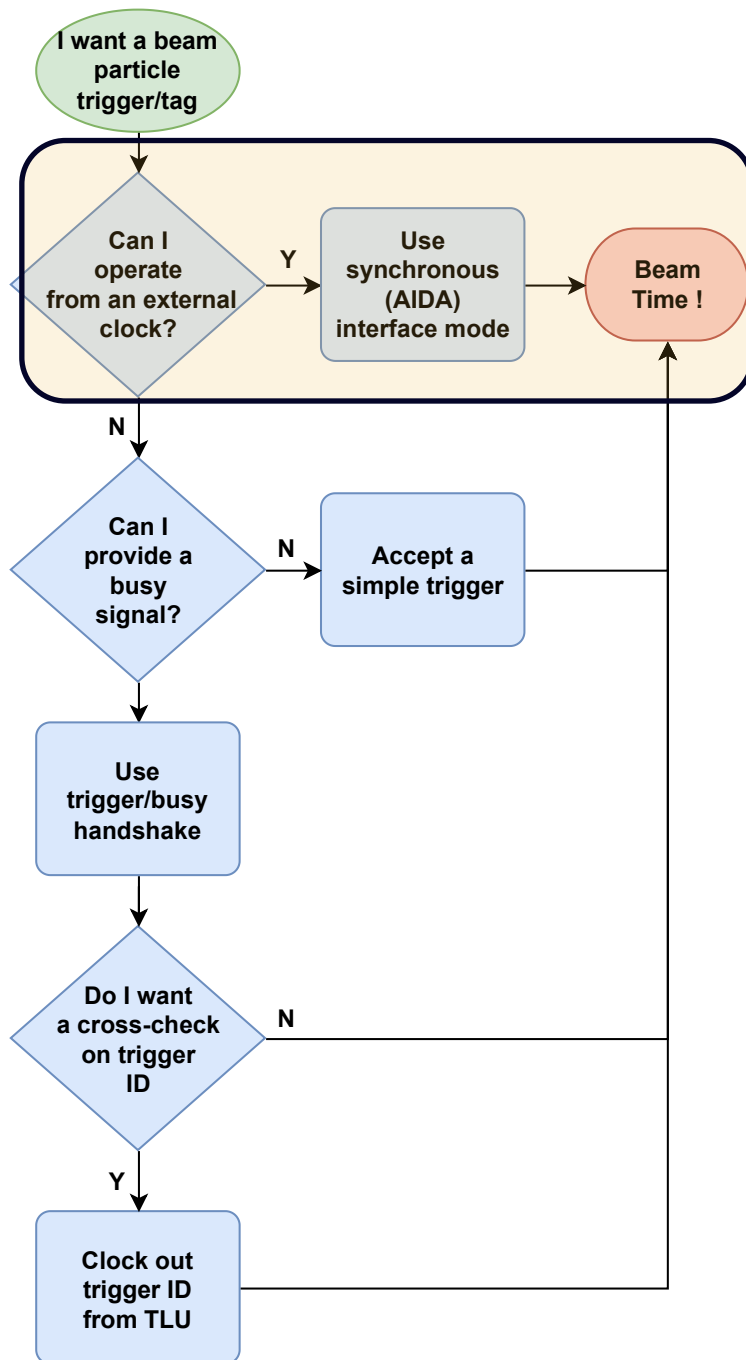 I want a beam
particle
trigger/tag
Can I
operate
from an external
clock?
Y
Use
synchronous
(AIDA)
interface mode
Beam
Time !
N
Can I
provide a
busy
signal?
N
Accept a
simple trigger
Use
trigger/busy
handshake
Do I want
a cross-check
on trigger
ID
N
Y
Clock out
trigger ID
from TLU